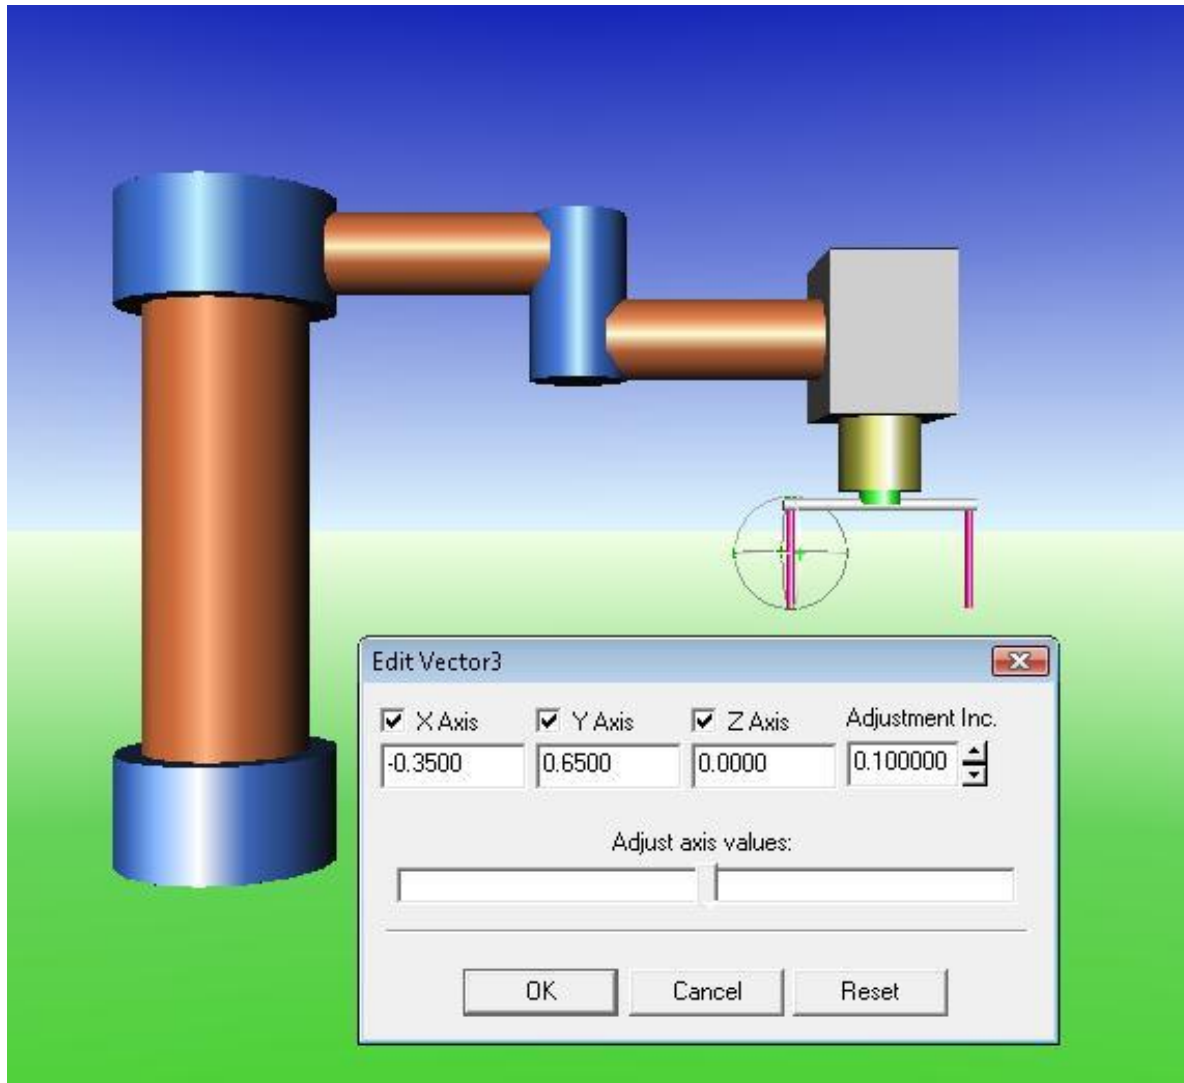 Edit Vector3
X Axis Y Axis Z Axis Adjustment Inc.
-0.3500 0.6500 0.0000 0.100000
Adjust axis values:
OK Cancel Reset